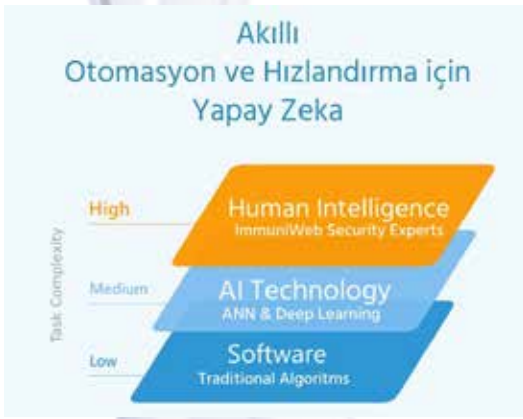 Akıllı
Otomasyon ve Hızlandırma için
Yapay Zeka
High
Human Intelligence
ImmuniWeb Security Experts
Task Complexity
Medium
AI Technology
ANN & Deep Learning
Low
Software
Traditional Algoritms